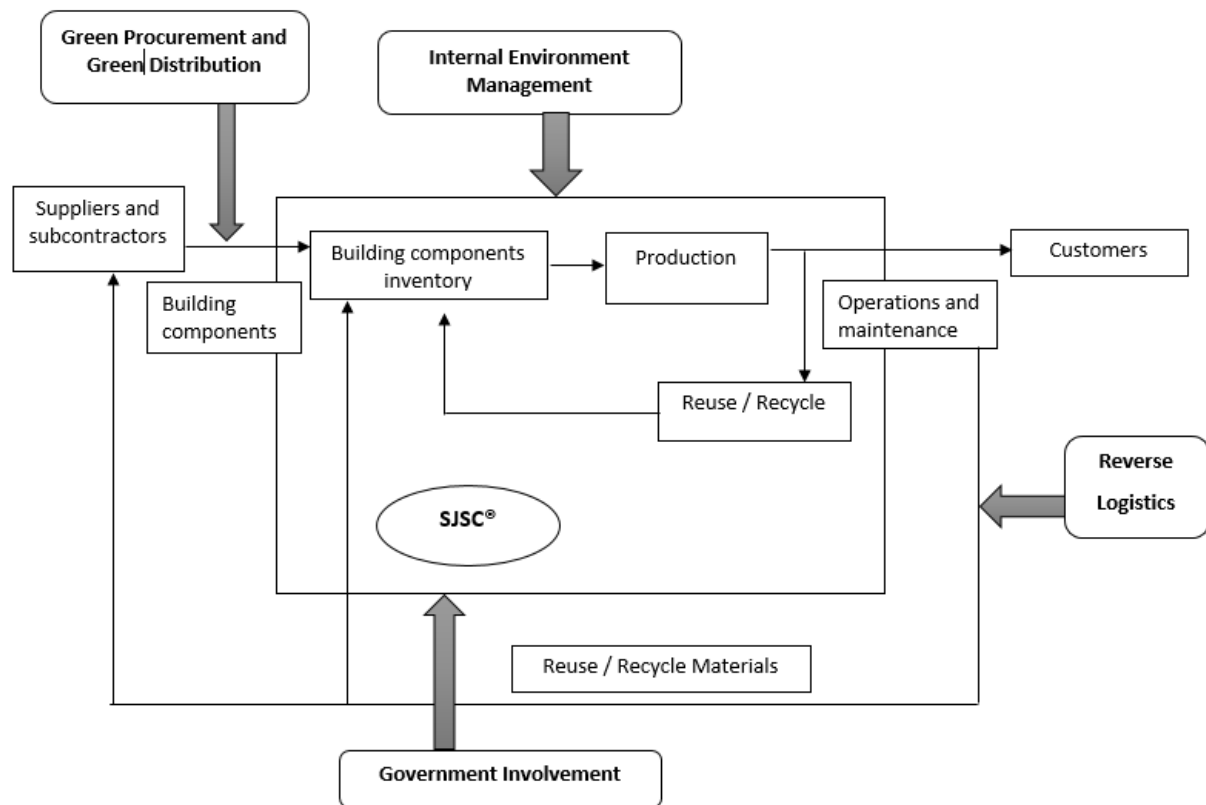 Green Procurement and
Green Distribution
Internal Environment
Management
Suppliers and
subcontractors
Building components
inventory
Production
Customers
Building
components
Operations and
maintenance
Reuse / Recycle
Reverse
Logistics
SJSC®
Reuse / Recycle Materials
Government Involvement